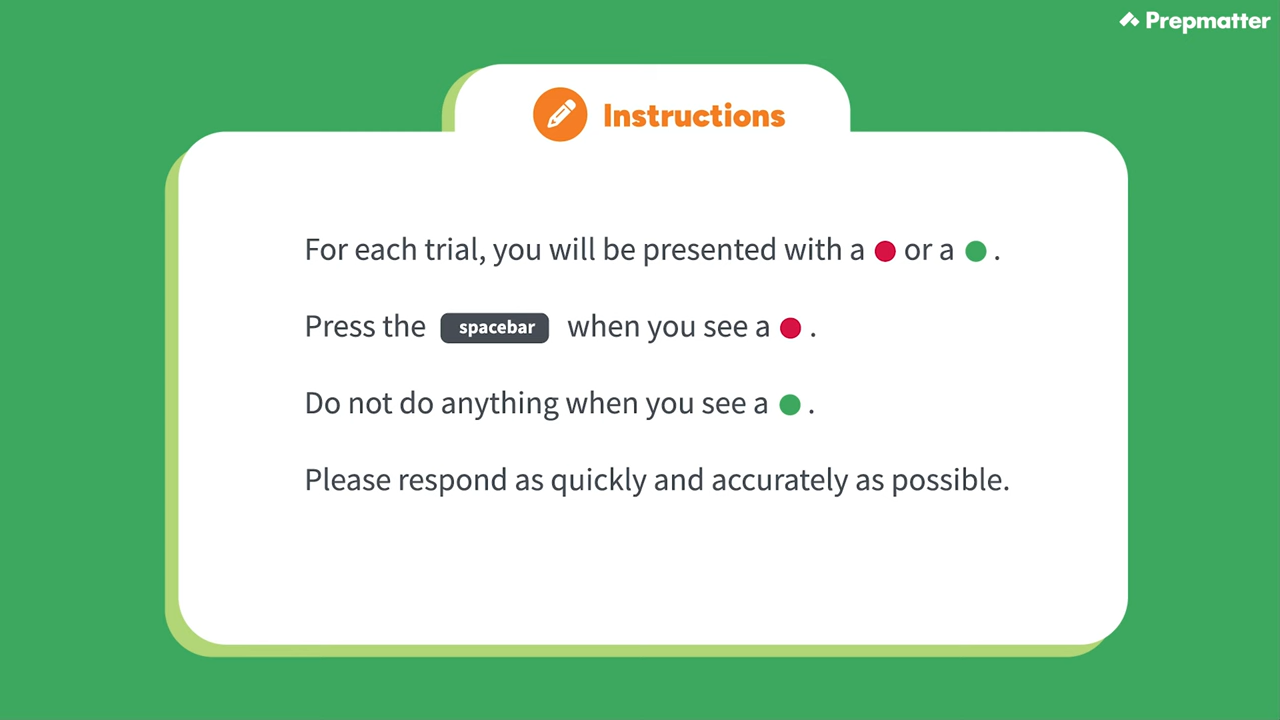 Prepmatter
Instructions
For each trial, you will be presented with a or a .
Press the spacebar when you see a .
Do not do anything when you see a .
Please respond as quickly and accurately as possible.